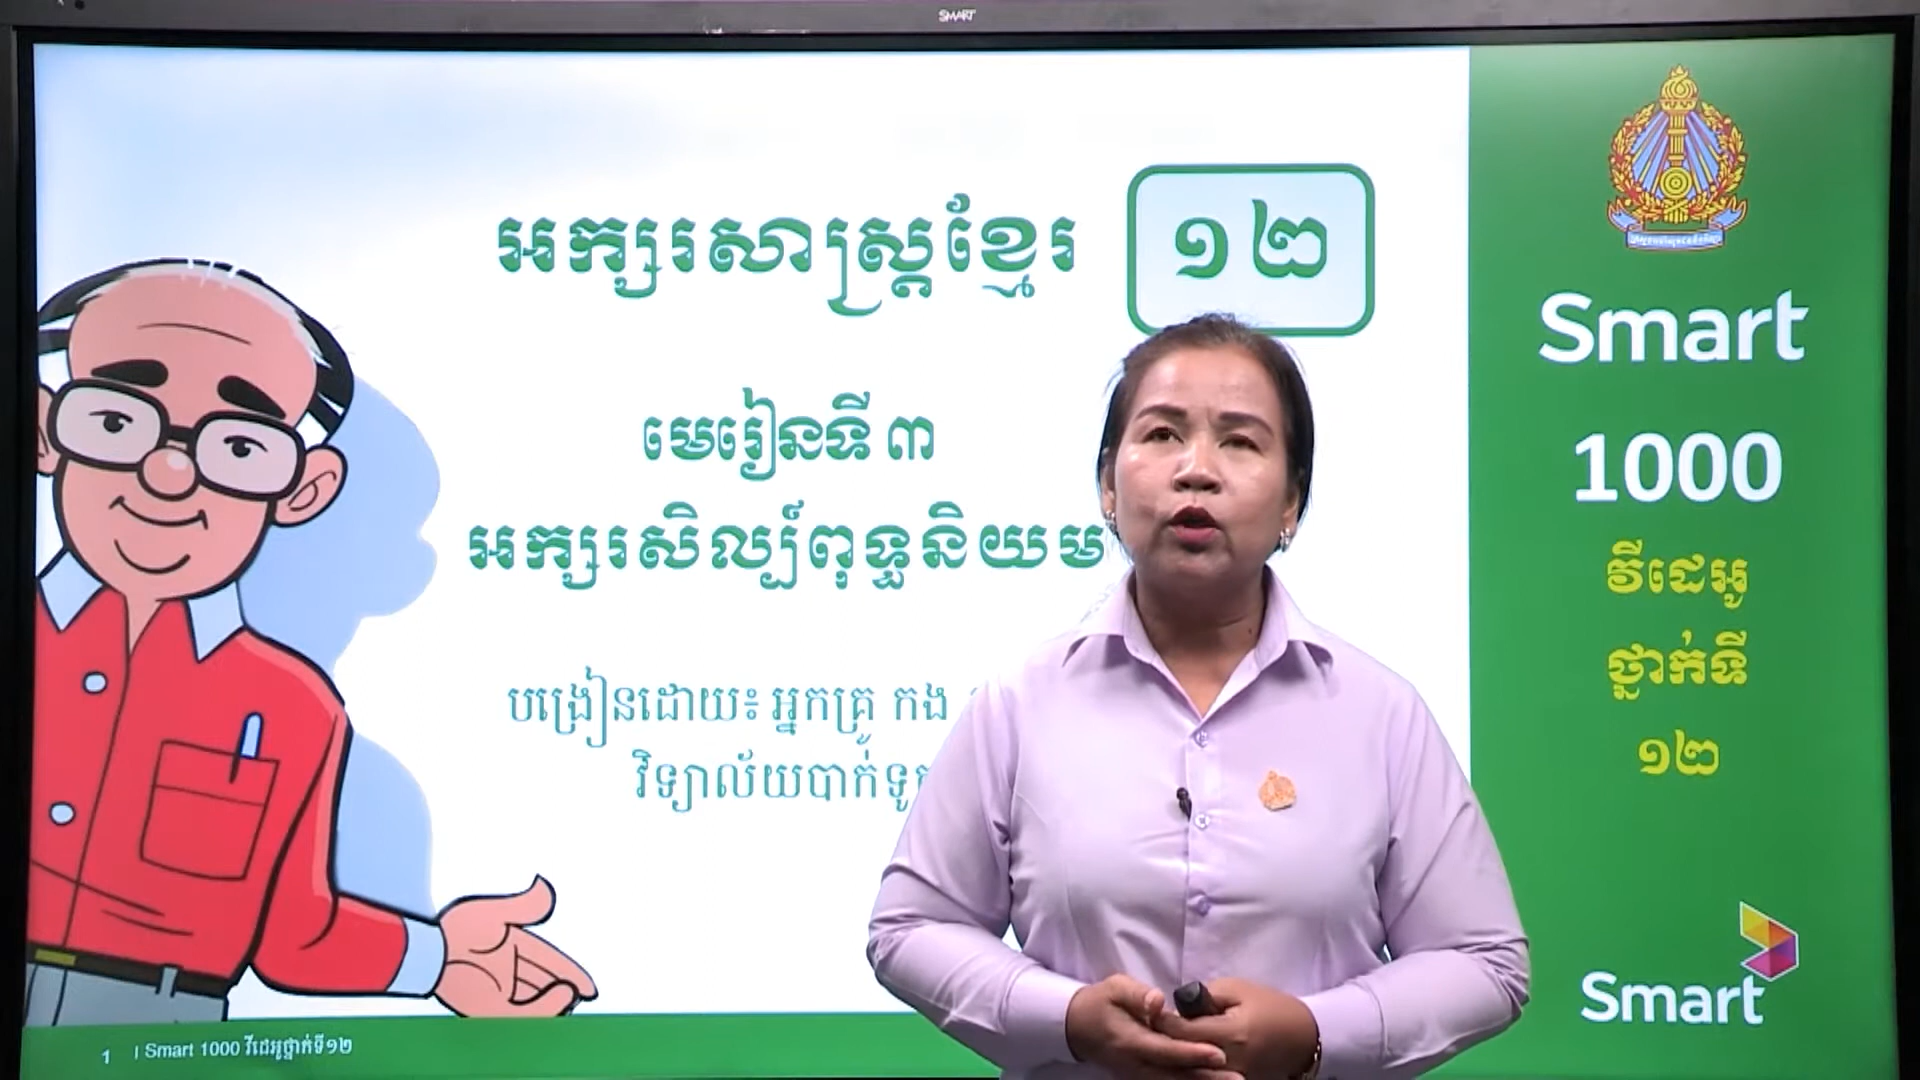 SMART
អក្សរសាស្ត្រខ្មែរ ១២
មេរៀនទី ៣
អក្សរសិល្ប៍ពុទ្ធនិយម
បង្រៀនដោយ៖ អ្នកគ្រូ កង
វិទ្យាល័យបាក់ទូក
Smart
1000
វីដេអូ
ថ្នាក់ទី
១២
Smart
1 | Smart 1000 វីដេអូថ្នាក់ទី១២